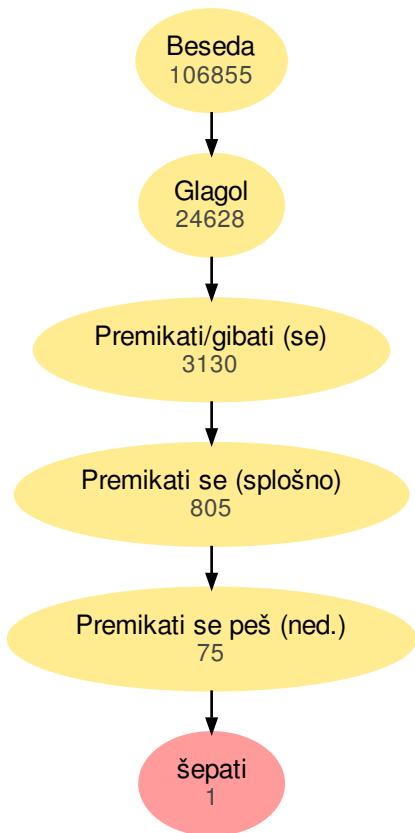 Beseda
106855
Glagol
24628
Premikati/gibati (se)
3130
Premikati se (splošno)
805
Premikati se peš (ned.)
75
šepati
1